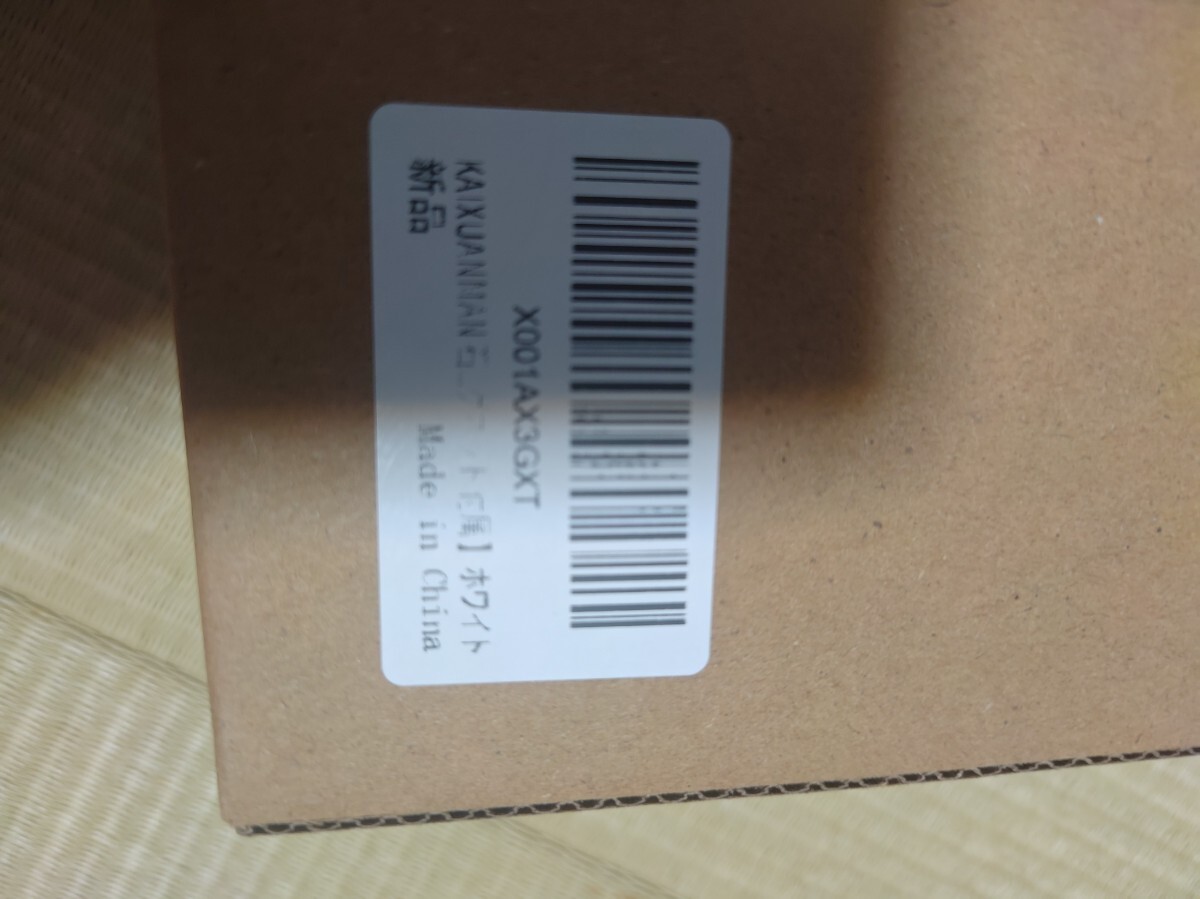 X001AX3GXT
KAIXUANMAN 】ホワイト
新品
Made in China